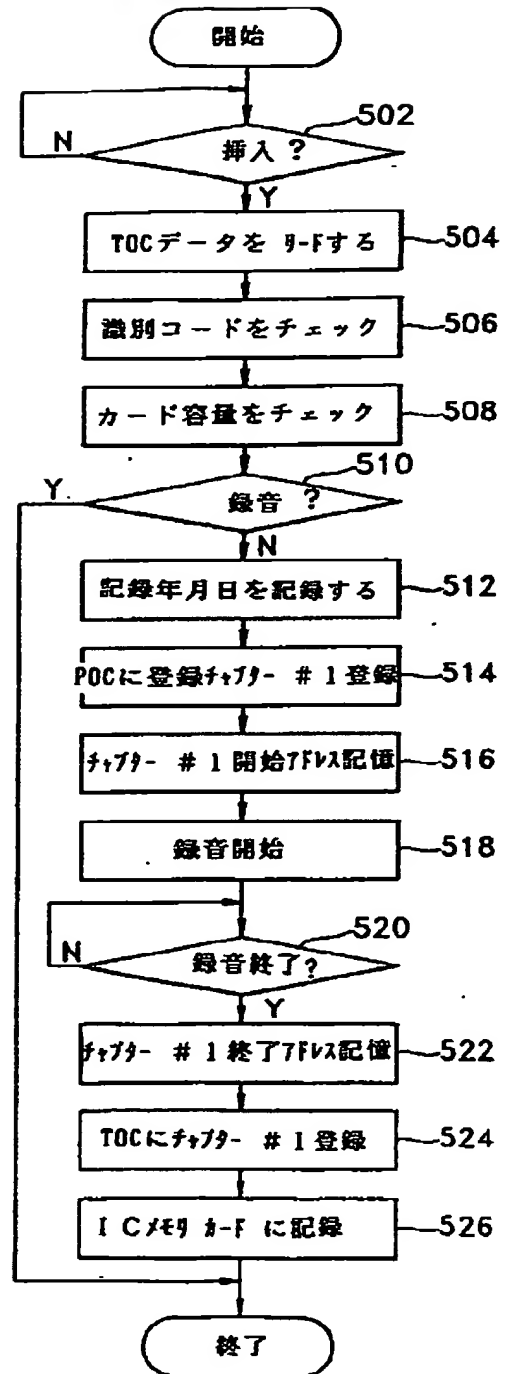 開始
502
挿入？
N
Y
TOCデータを リードする
504
識別コードをチェック
506
カード容量をチェック
508
510
Y
録音？
N
記録年月日を記録する
512
POCに登録チャプター ＃１登録
514
チャプター ＃１開始アドレス記憶
516
録音開始
518
520
N
録音終了？
Y
チャプター ＃１終了アドレス記憶
522
TOCにチャプター ＃１登録
524
ＩＣメモリ カード に記録
526
終了